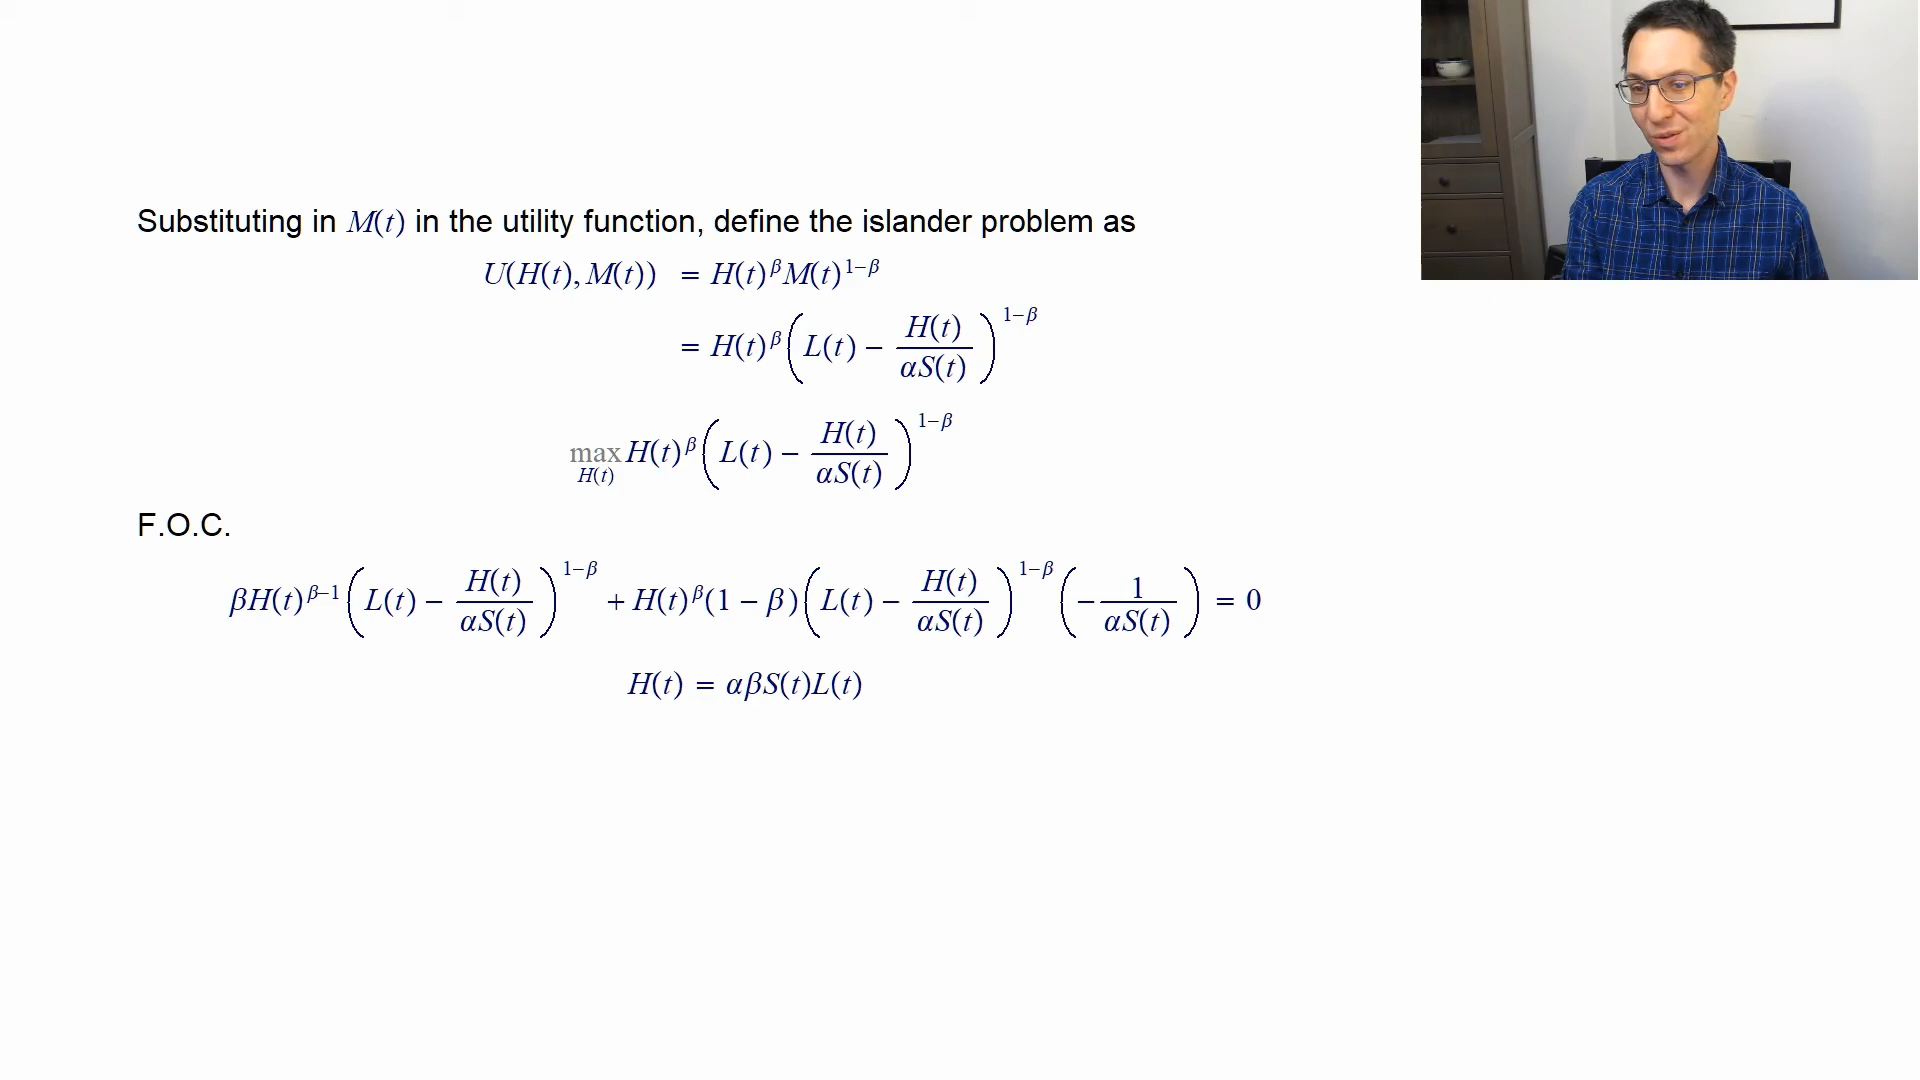 Substituting in M(t) in the utility function, define the islander problem as
U(H(t), M(t)) = H(t)^β M(t)^{1−β}
= H(t)^β (L(t) − H(t)/αS(t))^{1−β}
max_{H(t)} H(t)^β (L(t) − H(t)/αS(t))^{1−β}
F.O.C.
βH(t)^{β−1} (L(t) − H(t)/αS(t))^{1−β} + H(t)^β (1 − β) (L(t) − H(t)/αS(t))^{1−β} (− 1/αS(t)) = 0
H(t) = αβS(t)L(t)